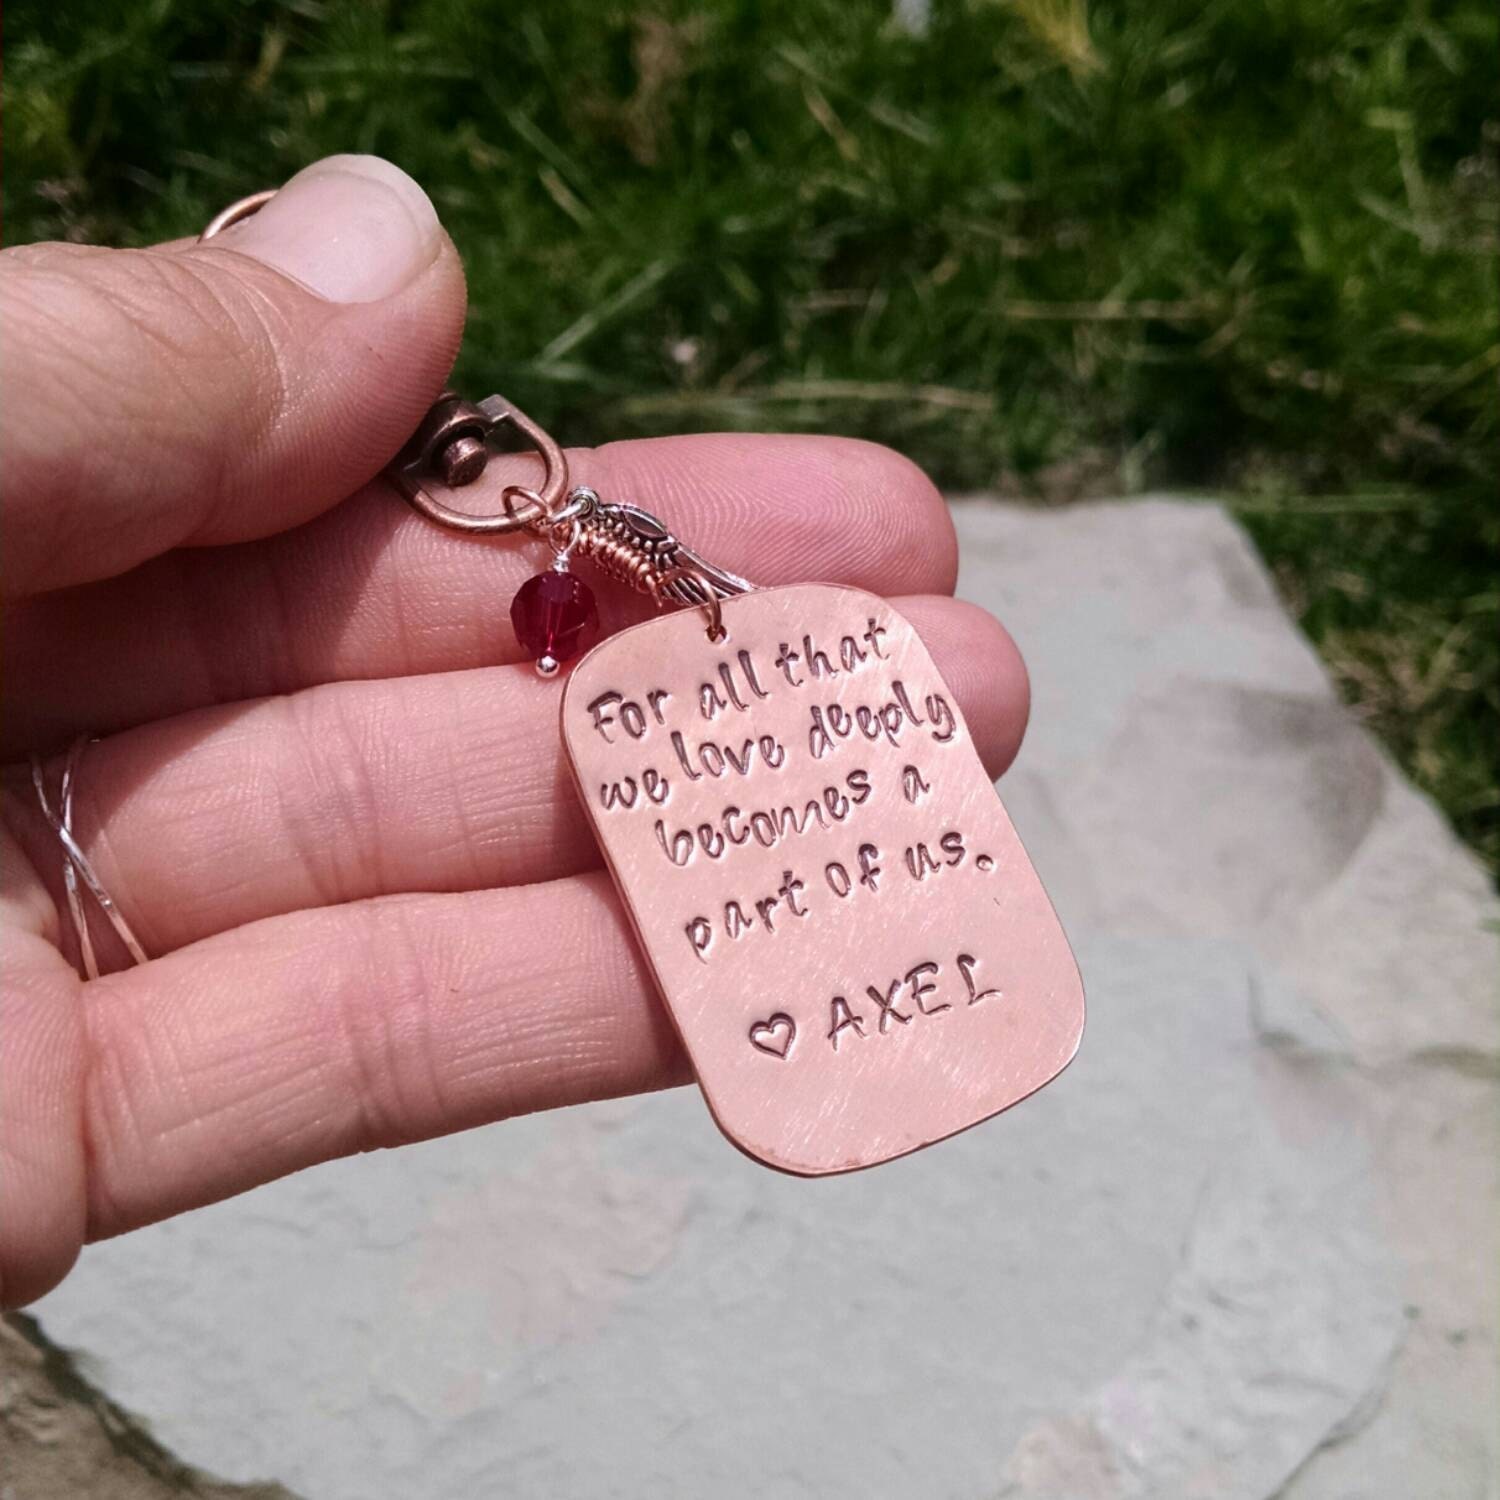 For all that
we love deeply
becomes a
part of us.
♡ AXEL